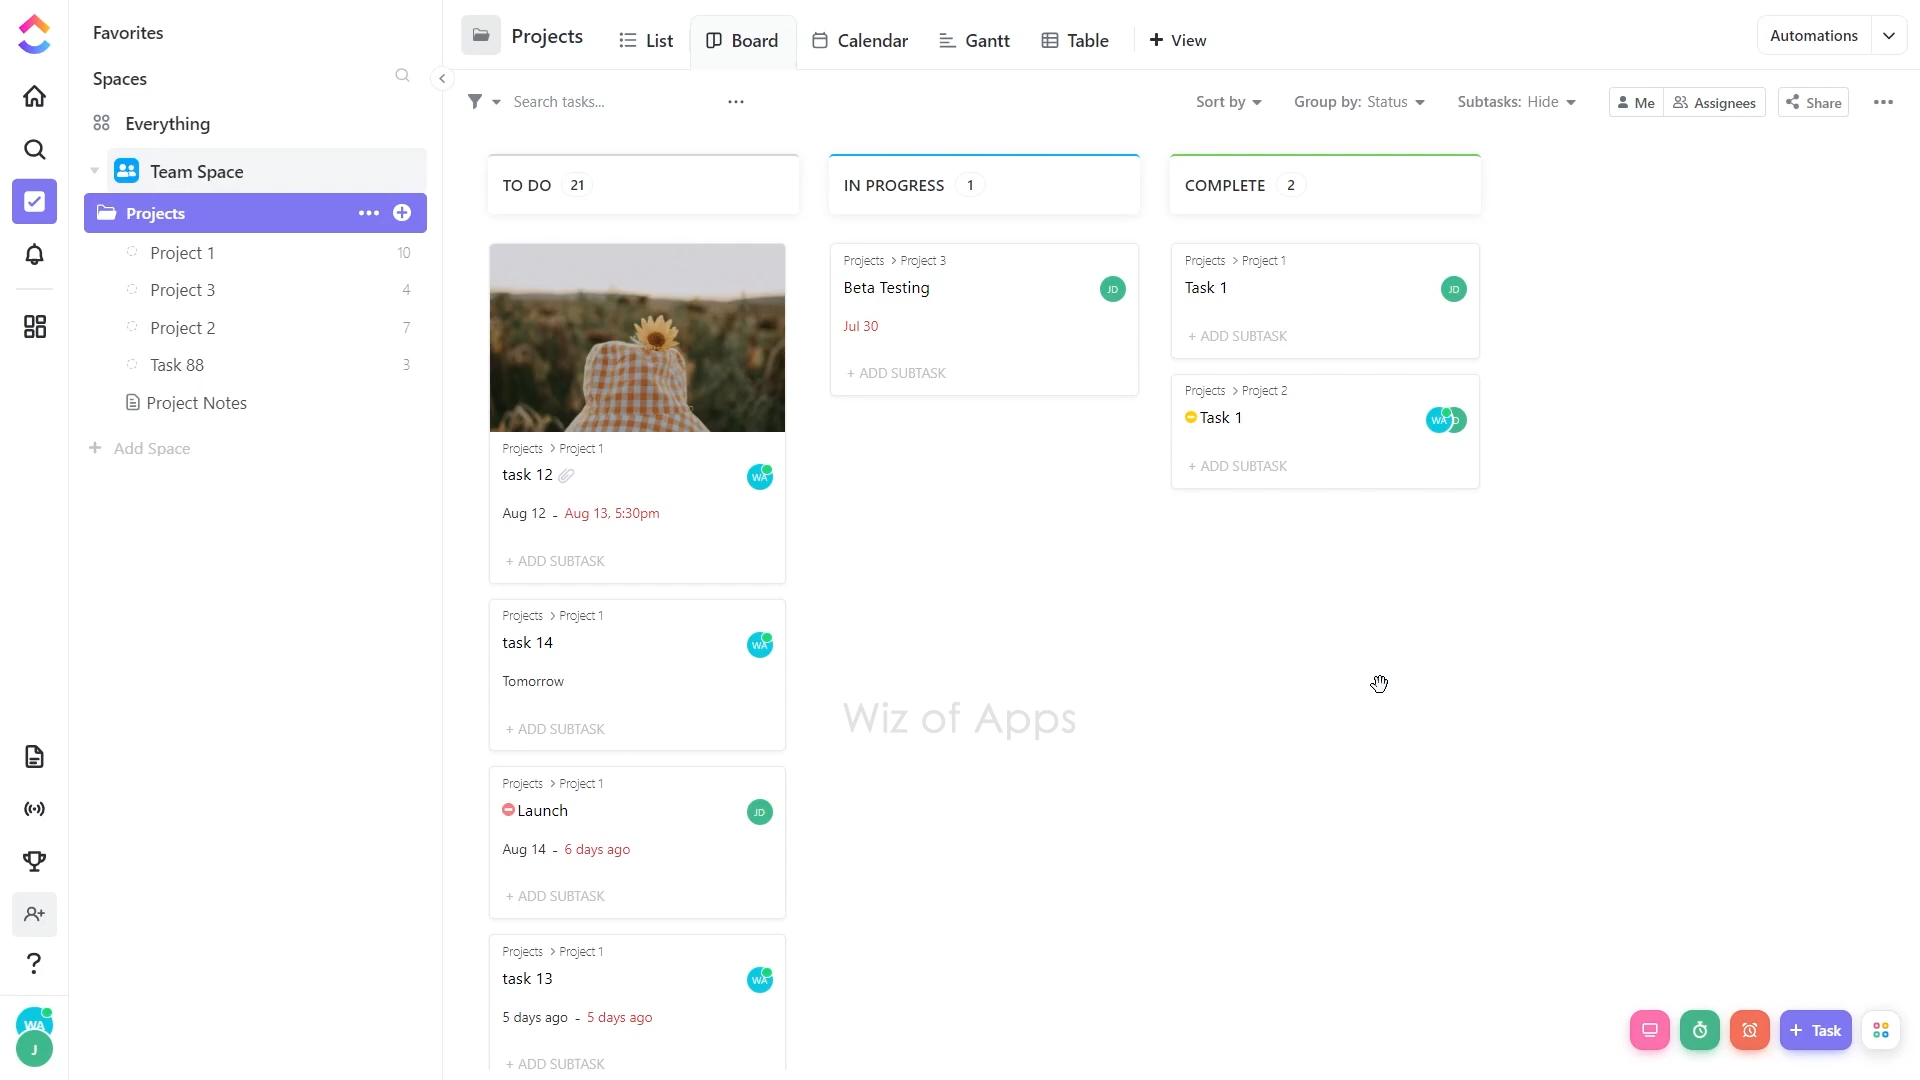 Favorites
Spaces
Everything
Team Space
Projects
Project 1 10
Project 3 4
Project 2 7
Task 88 3
Project Notes
+ Add Space
WA
J
Projects List Board Calendar Gantt Table + View
Automations
Search tasks...
Sort by Group by: Status Subtasks: Hide Me Assignees Share
TO DO 21
Projects > Project 1
task 12
WA
Aug 12 - Aug 13, 5:30pm
+ ADD SUBTASK
Projects > Project 1
task 14
WA
Tomorrow
+ ADD SUBTASK
Projects > Project 1
Launch
JD
Aug 14 - 6 days ago
+ ADD SUBTASK
Projects > Project 1
task 13
WA
5 days ago - 5 days ago
+ ADD SUBTASK
IN PROGRESS 1
Projects > Project 3
Beta Testing
JD
Jul 30
+ ADD SUBTASK
COMPLETE 2
Projects > Project 1
Task 1
JD
+ ADD SUBTASK
Projects > Project 2
Task 1
WA D
+ ADD SUBTASK
Wiz of Apps
+ Task